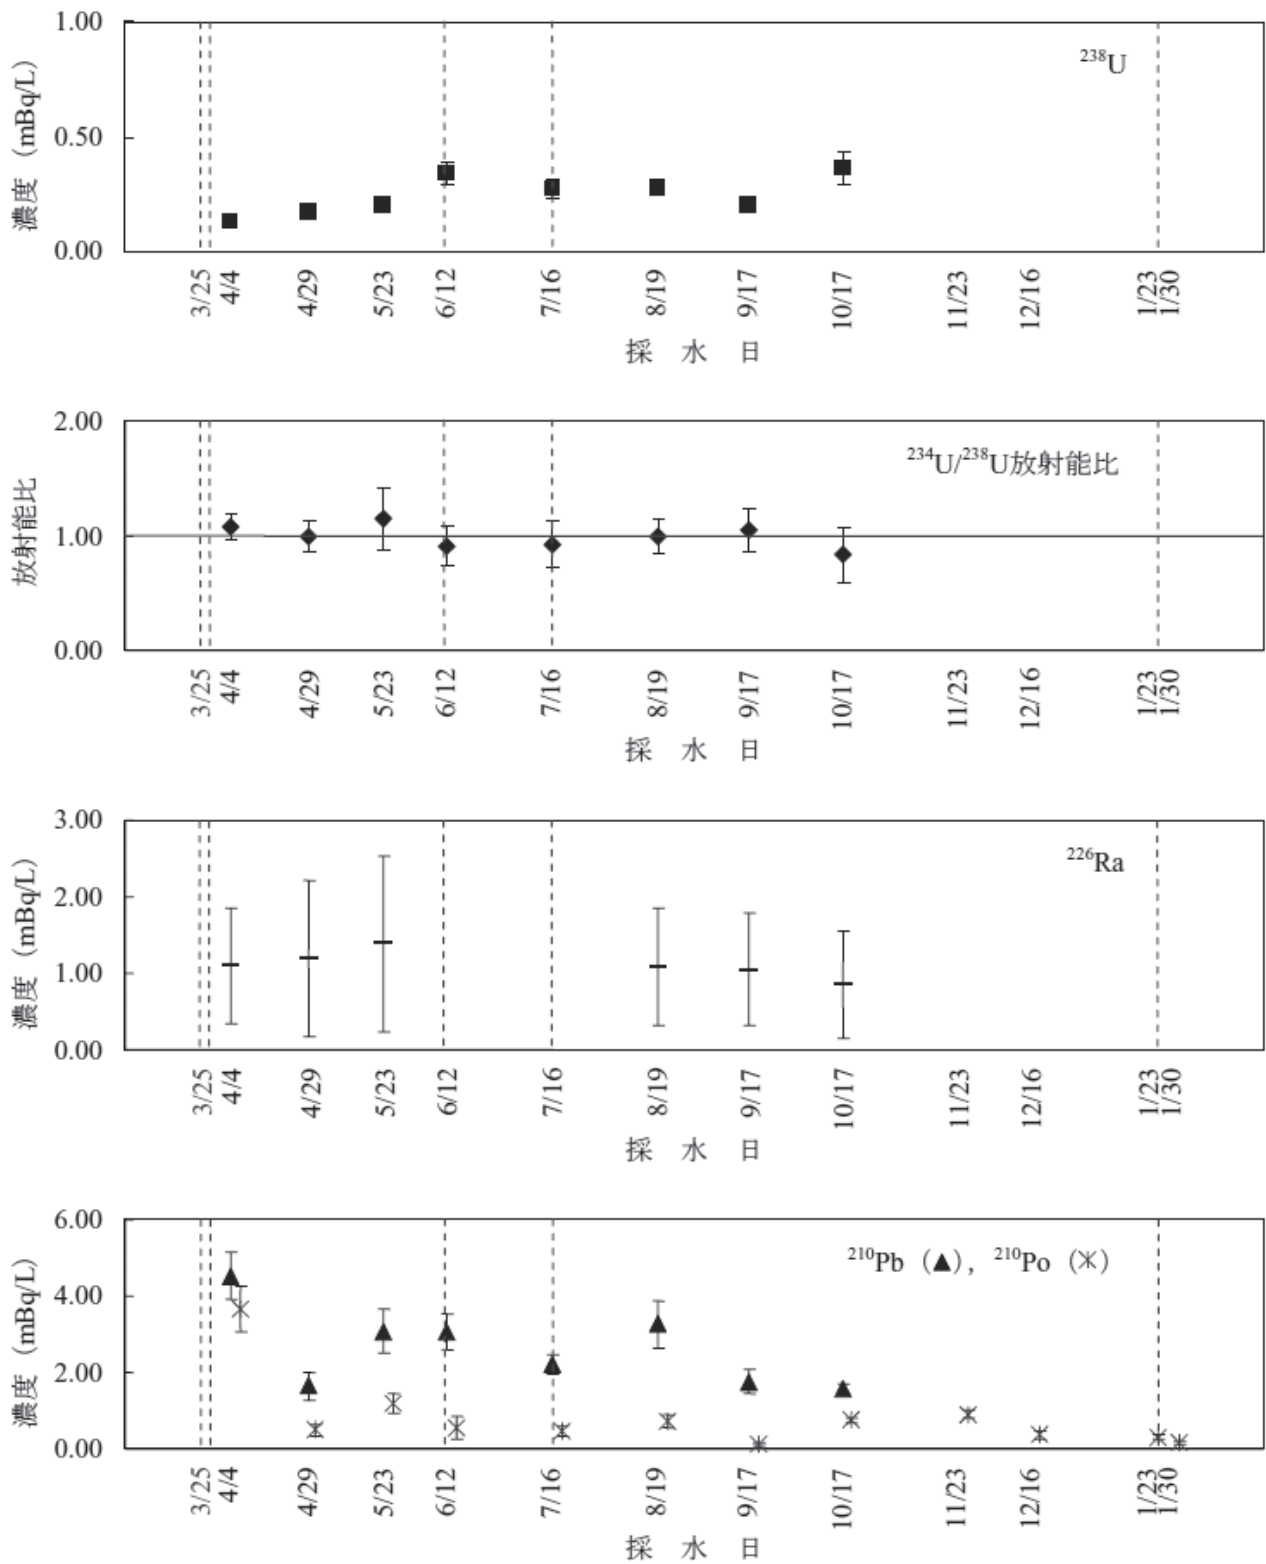 1.00
²³⁸U
0.50
0.00
濃度 (mBq/L)
3/25 4/4 4/29 5/23 6/12 7/16 8/19 9/17 10/17 11/23 12/16 1/23 1/30
採 水 日
2.00
²³⁴U/²³⁸U放射能比
1.00
0.00
放射能比
3/25 4/4 4/29 5/23 6/12 7/16 8/19 9/17 10/17 11/23 12/16 1/23 1/30
採 水 日
3.00
²²⁶Ra
2.00
1.00
0.00
濃度 (mBq/L)
3/25 4/4 4/29 5/23 6/12 7/16 8/19 9/17 10/17 11/23 12/16 1/23 1/30
採 水 日
6.00
²¹⁰Pb (▲), ²¹⁰Po (✳)
4.00
2.00
0.00
濃度 (mBq/L)
3/25 4/4 4/29 5/23 6/12 7/16 8/19 9/17 10/17 11/23 12/16 1/23 1/30
採 水 日